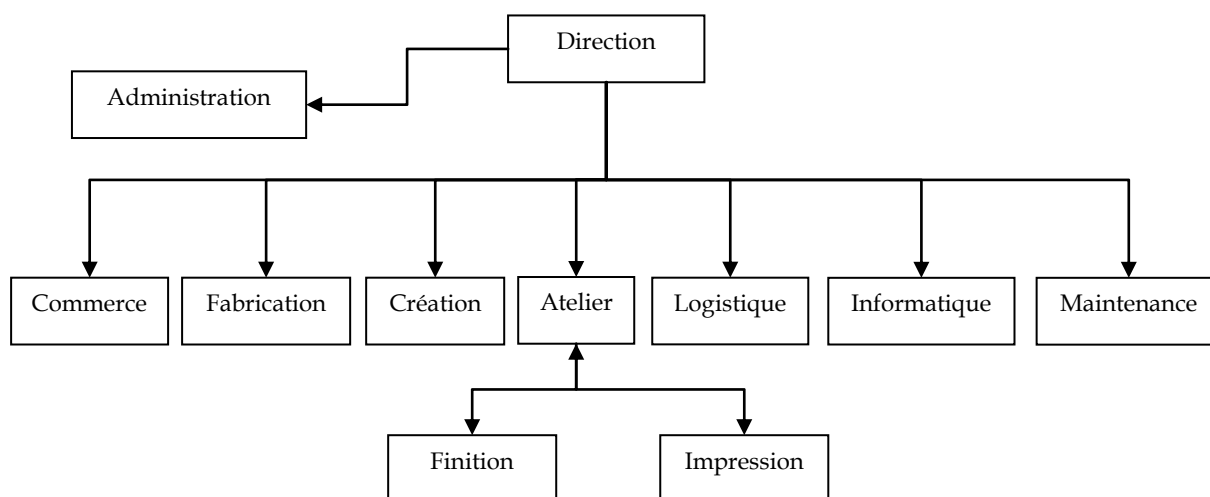 Direction
Administration
Commerce
Fabrication
Création
Atelier
Logistique
Informatique
Maintenance
Finition
Impression